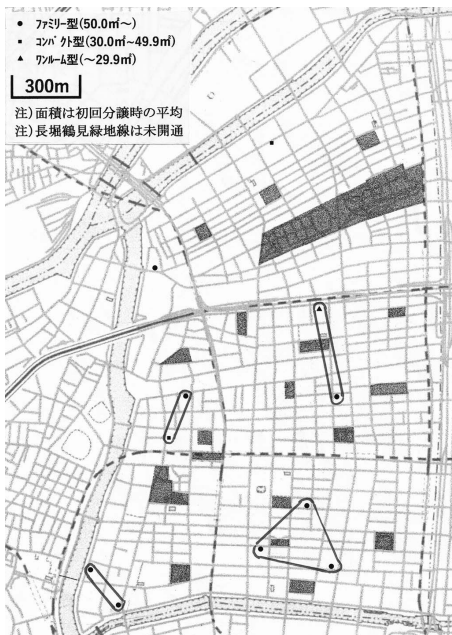 ● ファミリー型(50.0㎡～)
■ コンパクト型(30.0㎡~49.9㎡)
▲ ワンルーム型(～29.9㎡)
300m
注）面積は初回分譲時の平均
注）長堀鶴見緑地線は未開通